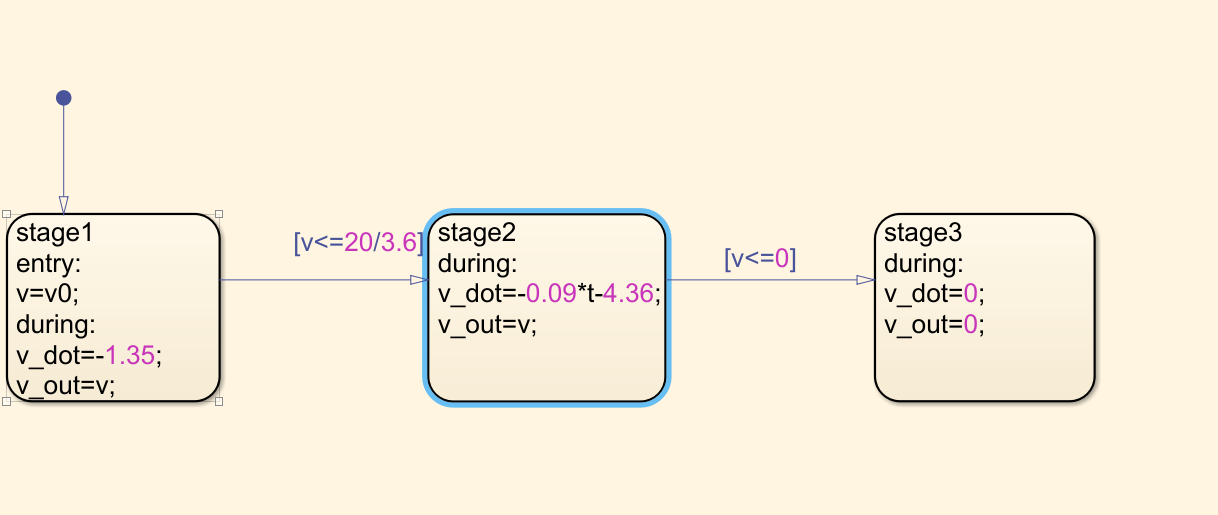 stage1
entry:
v=v0;
during:
v_dot=-1.35;
v_out=v;
[v<=20/3.6]
stage2
during:
v_dot=-0.09*t-4.36;
v_out=v;
[v<=0]
stage3
during:
v_dot=0;
v_out=0;